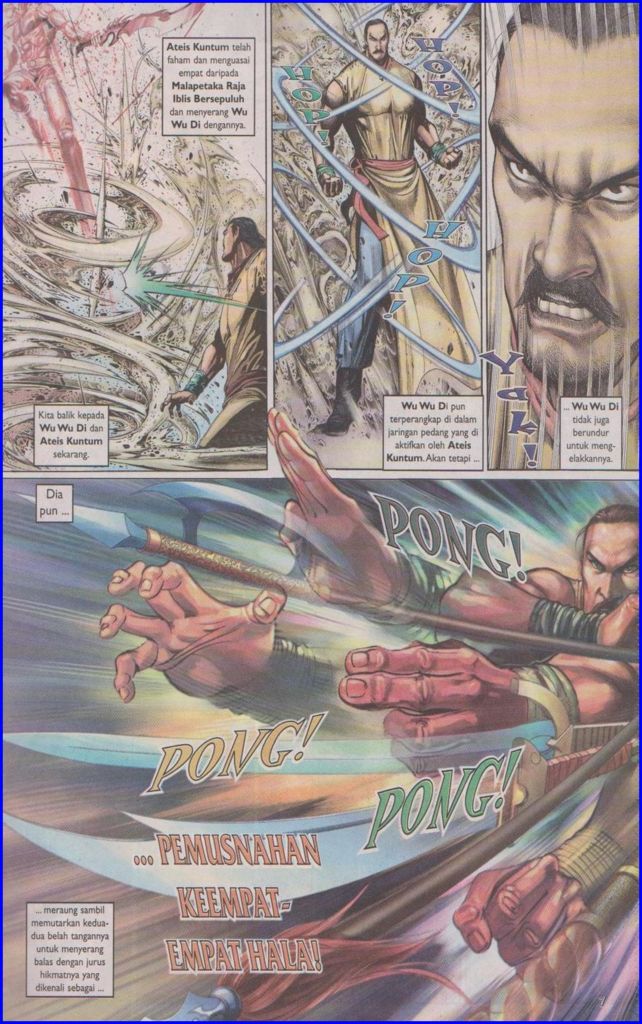 Ateis Kuntum telah
faham dan menguasai
empat daripada
Malapetaka Raja
Iblis Bersepuluh
dan menyerang Wu
Wu Di dengannya.
Kita balik kepada
Wu Wu Di dan
Ateis Kuntum
sekarang.
HOP!
HOP!
HOP!
HOP!
Wu Wu Di pun
terperangkap di dalam
jaringan pedang yang di
aktifkan oleh Ateis
Kuntum. Akan tetapi ...
Yak!
... Wu Wu Di
tidak juga
berundur
untuk meng-
elakkannya.
Dia
pun ...
PONG!
PONG!
PONG!
... PEMUSNAHAN
KEEMPAT-
EMPAT HALA!
... meraung sambil
memutarkan kedua-
dua belah tangannya
untuk menyerang
balas dengan jurus
hikmatnya yang
dikenali sebagai ...
7